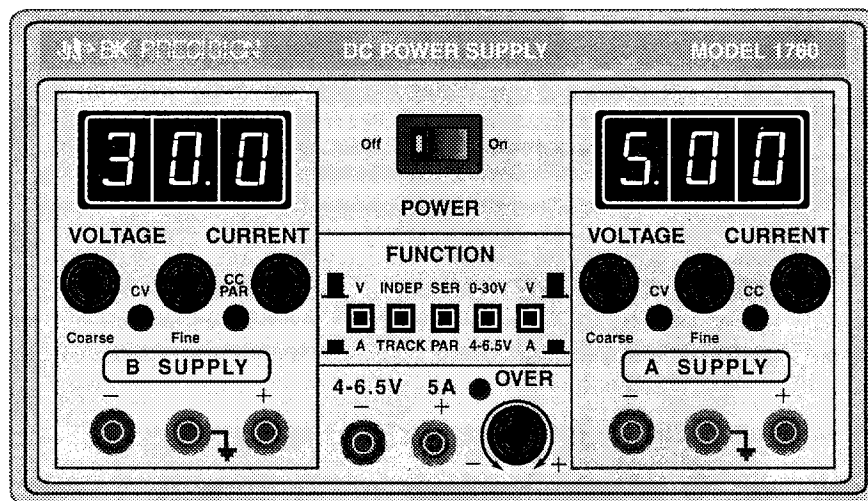 BK PRECISION DC POWER SUPPLY MODEL 1760
30.0
5.00
Off On
POWER
VOLTAGE CURRENT
CV CC PAR
Coarse Fine
B SUPPLY
- +
FUNCTION
V INDEP SER 0-30V V
A TRACK PAR 4-6.5V A
4-6.5V 5A OVER
- + - +
VOLTAGE CURRENT
CV CC
Coarse Fine
A SUPPLY
- +